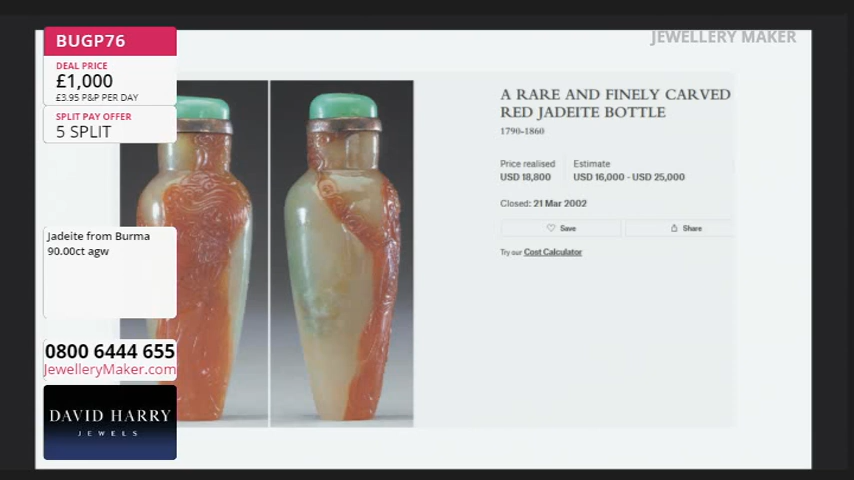 BUGP76
DEAL PRICE
£1,000
£3.95 P&P PER DAY
SPLIT PAY OFFER
5 SPLIT
Jadeite from Burma
90.00ct agw
0800 6444 655
JewelleryMaker.com
DAVID HARRY
JEWELS
JEWELLERY MAKER
A RARE AND FINELY CARVED
RED JADEITE BOTTLE
1790-1860
Price realised
USD 18,800
Estimate
USD 16,000 - USD 25,000
Closed: 21 Mar 2002
Save
Share
Try our Cost Calculator